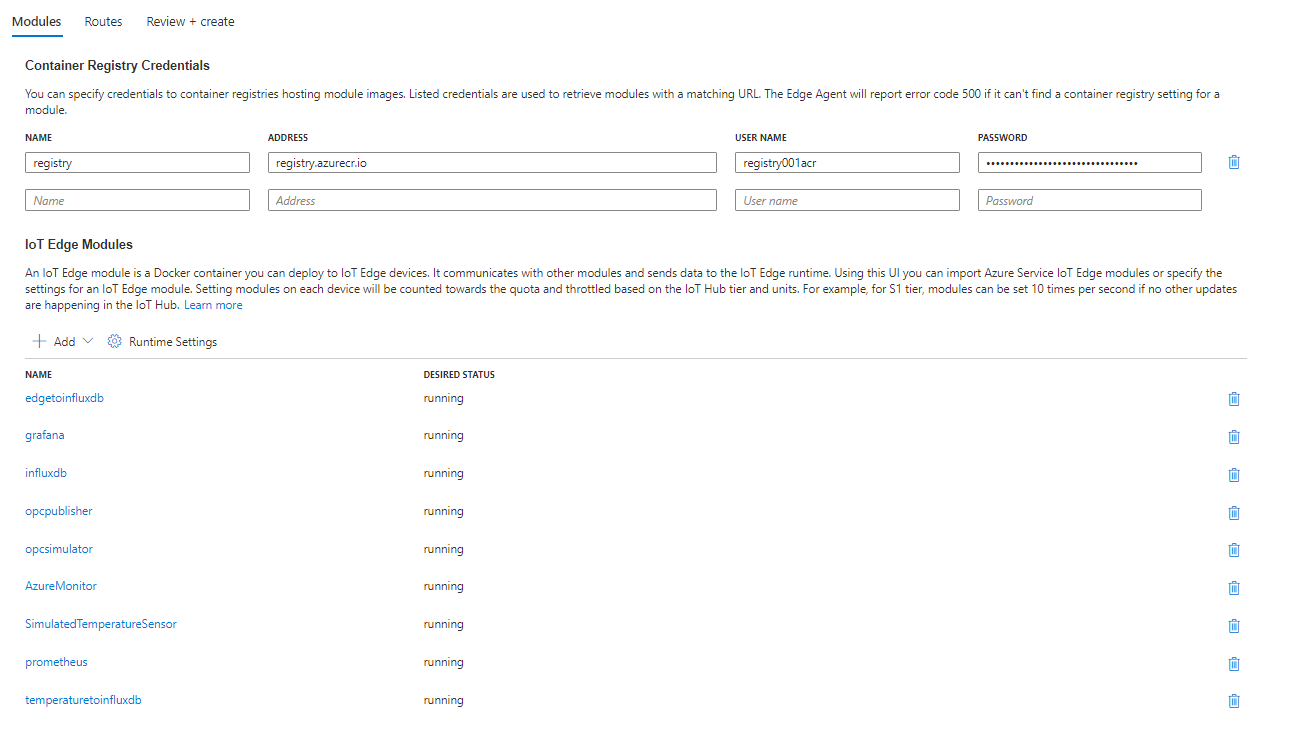 Modules Routes Review + create
Container Registry Credentials
You can specify credentials to container registries hosting module images. Listed credentials are used to retrieve modules with a matching URL. The Edge Agent will report error code 500 if it can't find a container registry setting for a
module.
NAME ADDRESS USER NAME PASSWORD
registry registry.azurecr.io registry001acr ••••••••••••••••••••••••••••••••
Name Address User name Password
IoT Edge Modules
An IoT Edge module is a Docker container you can deploy to IoT Edge devices. It communicates with other modules and sends data to the IoT Edge runtime. Using this UI you can import Azure Service IoT Edge modules or specify the
settings for an IoT Edge module. Setting modules on each device will be counted towards the quota and throttled based on the IoT Hub tier and units. For example, for S1 tier, modules can be set 10 times per second if no other updates
are happening in the IoT Hub. Learn more
Add Runtime Settings
NAME DESIRED STATUS
edgetoinfluxdb running
grafana running
influxdb running
opcpublisher running
opcsimulator running
AzureMonitor running
SimulatedTemperatureSensor running
prometheus running
temperaturetoinfluxdb running